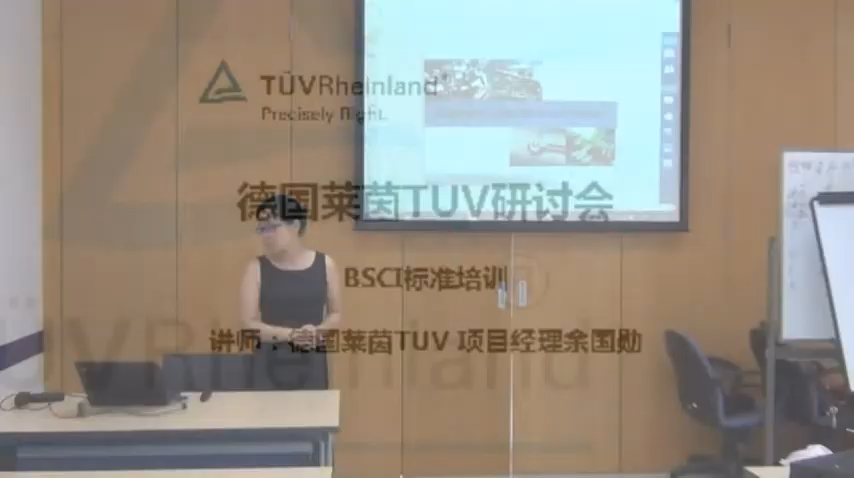 TÜVRheinland®
Precisely Right.
德国莱茵TUV研讨会
BSCI标准培训
讲师：德国莱茵TUV 项目经理余国勋
ÜVRheinland®